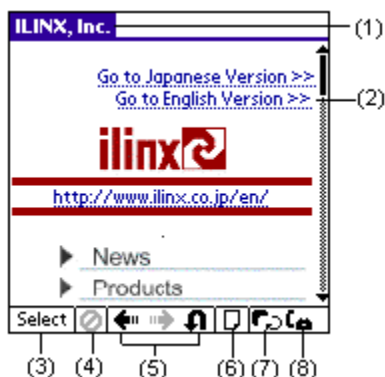 ILINX, Inc.
(1)
Go to Japanese Version >>
Go to English Version >>
(2)
ilinx
http://www.ilinx.co.jp/en/
News
Products
Select
(3) (4) (5) (6) (7) (8)